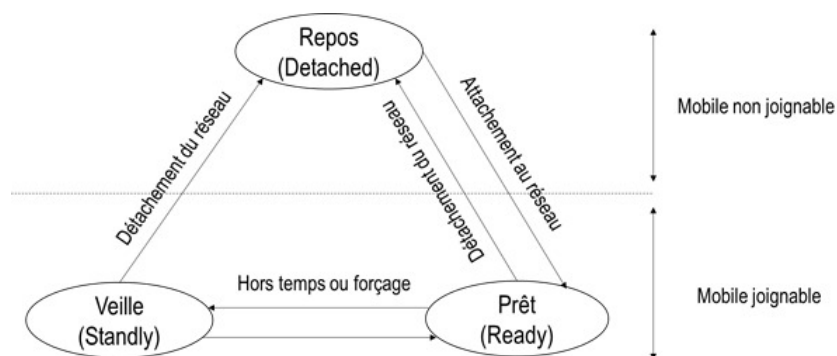 Repos
(Detached)
Mobile non joignable
Détachement du réseau
Détachement du réseau
Attachement au réseau
Hors temps ou forçage
Veille
(Standly)
Prêt
(Ready)
Mobile joignable